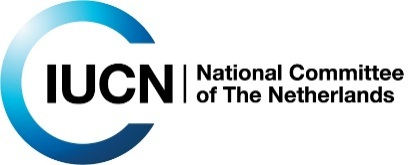 IUCN
National Committee
of The Netherlands